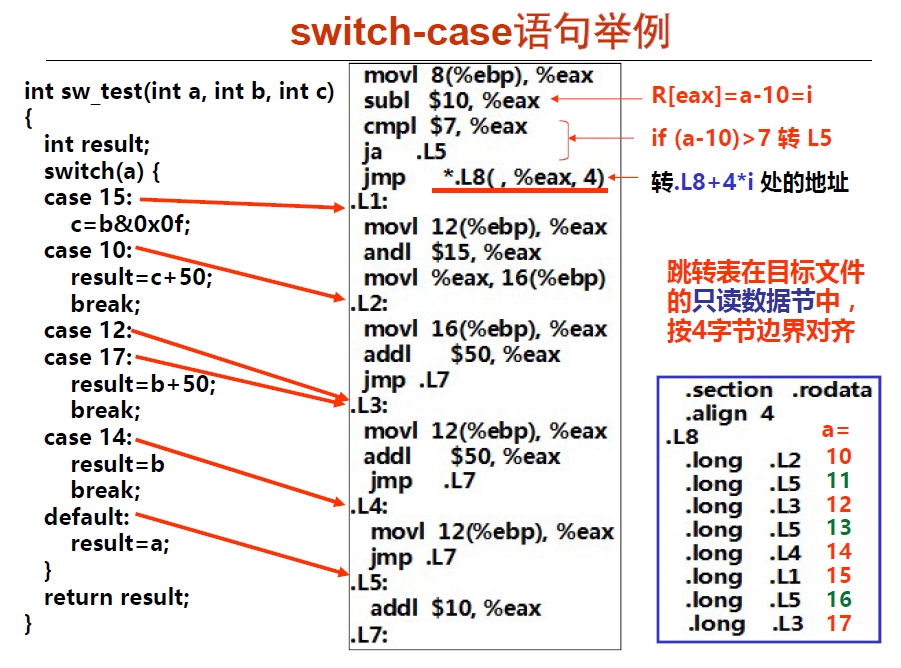 switch-case语句举例
int sw_test(int a, int b, int c)
{
int result;
switch(a) {
case 15:
c=b&0x0f;
case 10:
result=c+50;
break;
case 12:
case 17:
result=b+50;
break;
case 14:
result=b
break;
default:
result=a;
}
return result;
}
movl 8(%ebp), %eax
subl $10, %eax
cmpl $7, %eax
ja .L5
jmp *.L8( , %eax, 4)
.L1:
movl 12(%ebp), %eax
andl $15, %eax
movl %eax, 16(%ebp)
.L2:
movl 16(%ebp), %eax
addl $50, %eax
jmp .L7
.L3:
movl 12(%ebp), %eax
addl $50, %eax
jmp .L7
.L4:
movl 12(%ebp), %eax
jmp .L7
.L5:
addl $10, %eax
.L7:
R[eax]=a-10=i
if (a-10)>7 转 L5
转.L8+4*i 处的地址
跳转表在目标文件
的只读数据节中，
按4字节边界对齐
.section .rodata
.align 4
.L8 a=
.long .L2 10
.long .L5 11
.long .L3 12
.long .L5 13
.long .L4 14
.long .L1 15
.long .L5 16
.long .L3 17